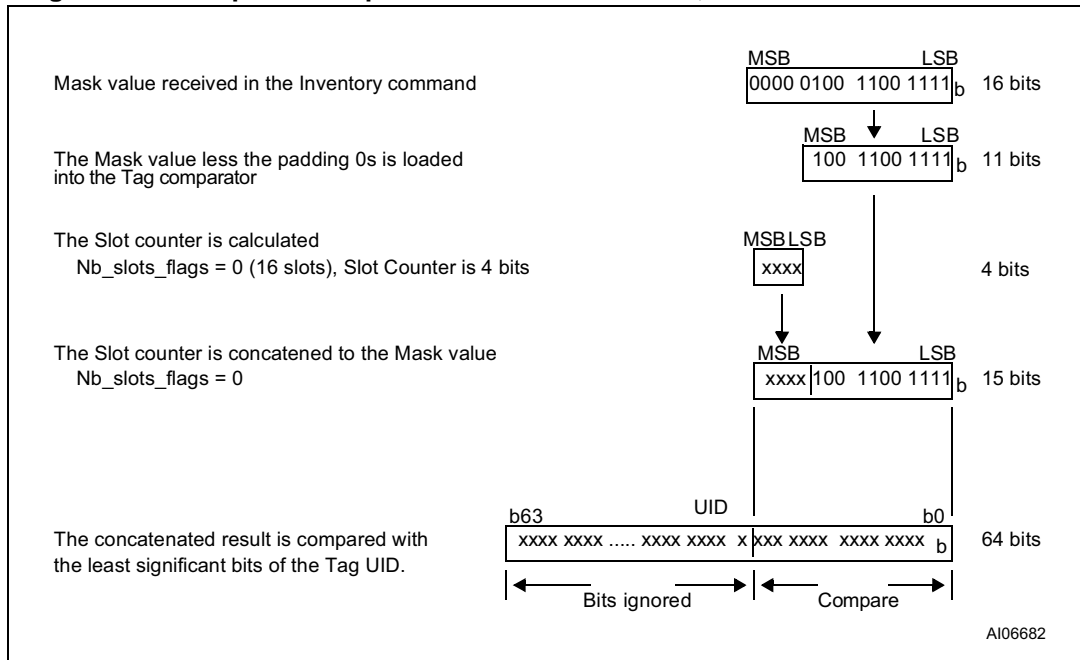 Mask value received in the Inventory command
MSB LSB
0000 0100 1100 1111 b 16 bits
MSB LSB
The Mask value less the padding 0s is loaded
into the Tag comparator
100 1100 1111 b 11 bits
The Slot counter is calculated
MSB LSB
Nb_slots_flags = 0 (16 slots), Slot Counter is 4 bits
xxxx 4 bits
The Slot counter is concatened to the Mask value
MSB LSB
Nb_slots_flags = 0
xxxx 100 1100 1111 b 15 bits
UID
b63 b0
The concatenated result is compared with
the least significant bits of the Tag UID.
xxxx xxxx ..... xxxx xxxx x xxx xxxx xxxx xxxx b 64 bits
Bits ignored Compare
AI06682